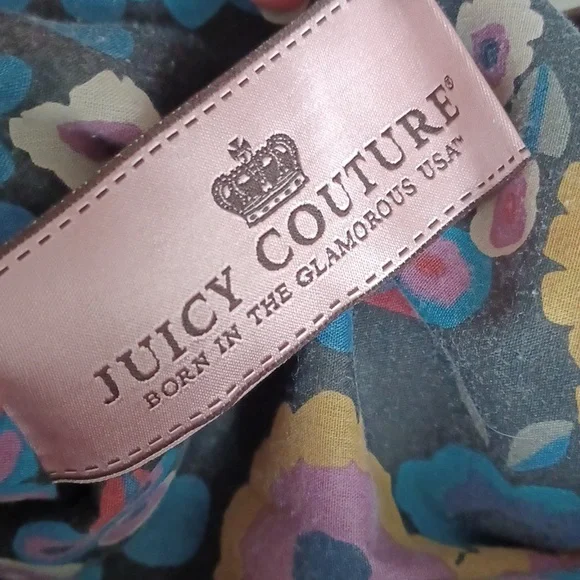 JUICY COUTURE®
BORN IN THE GLAMOROUS USA™